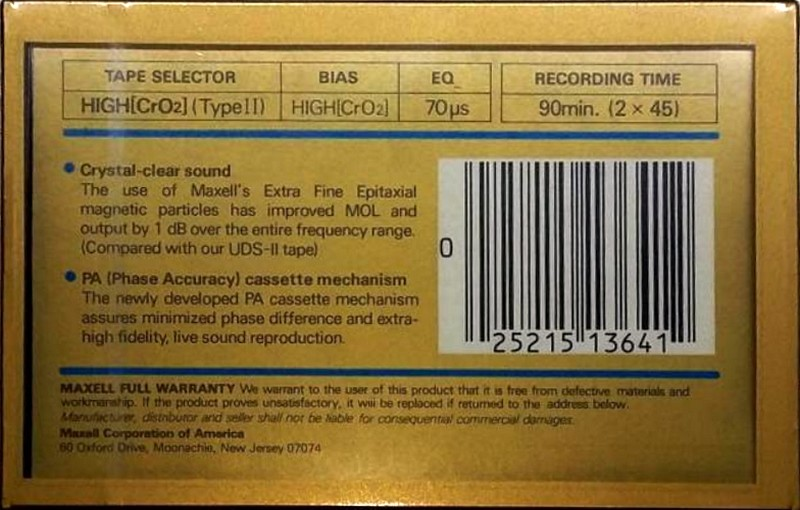 TAPE SELECTOR BIAS EQ RECORDING TIME
HIGH[CrO2] (Type II) HIGH[CrO2] 70μs 90min. (2 × 45)
• Crystal-clear sound
The use of Maxell's Extra Fine Epitaxial
magnetic particles has improved MOL and
output by 1 dB over the entire frequency range.
(Compared with our UDS-II tape)
• PA (Phase Accuracy) cassette mechanism
The newly developed PA cassette mechanism
assures minimized phase difference and extra-
high fidelity, live sound reproduction.
0
25215 13641
MAXELL FULL WARRANTY We warrant to the user of this product that it is free from defective materials and
workmanship. If the product proves unsatisfactory, it will be replaced if returned to the address below.
Manufacturer, distributor and seller shall not be liable for consequential commercial damages.
Maxell Corporation of America
60 Oxford Drive, Moonachie, New Jersey 07074